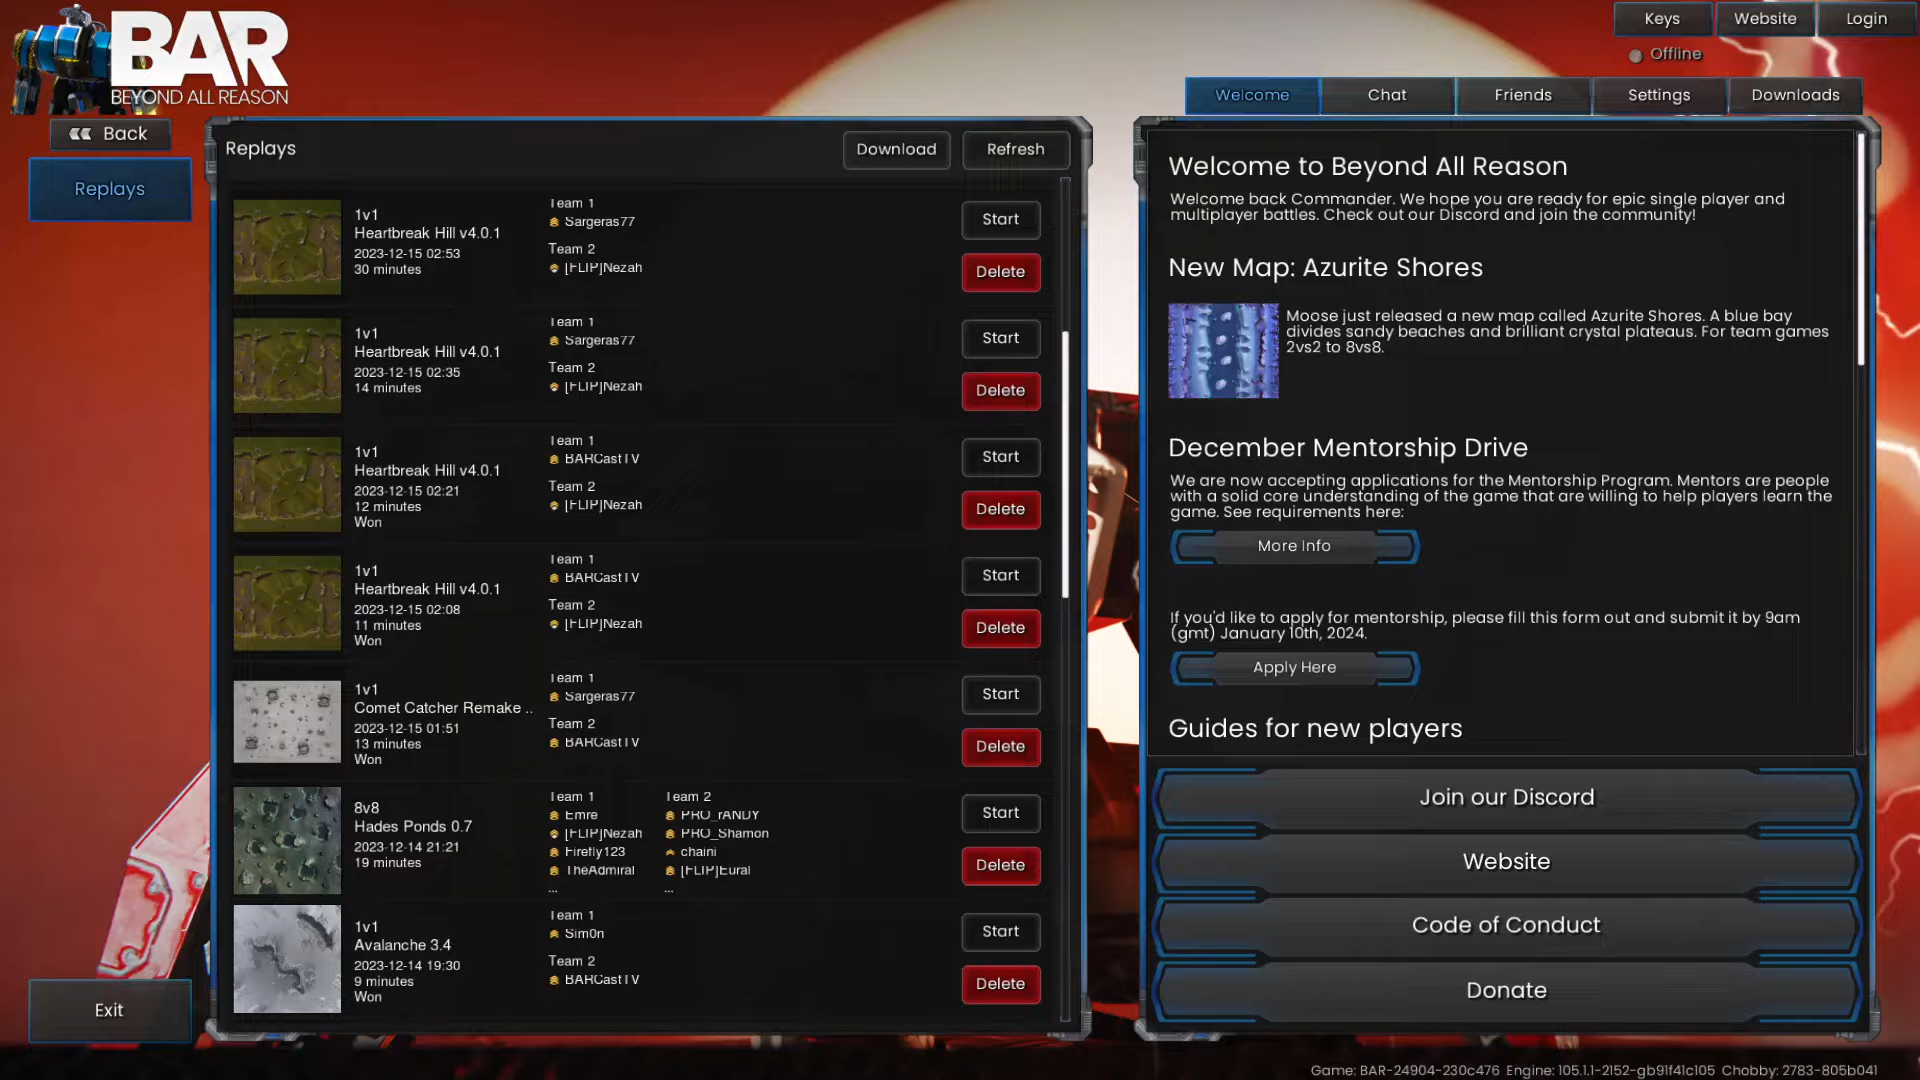 BAR
BEYOND ALL REASON
Keys
Website
Login
Offline
Welcome
Chat
Friends
Settings
Downloads
Back
Replays
Exit
Replays
Download
Refresh
1v1
Heartbreak Hill v4.0.1
2023-12-15 02:53
30 minutes
Team 1
Sargeras77
Team 2
[FLIP]Nezah
Start
Delete
1v1
Heartbreak Hill v4.0.1
2023-12-15 02:35
14 minutes
Team 1
Sargeras77
Team 2
[FLIP]Nezah
Start
Delete
1v1
Heartbreak Hill v4.0.1
2023-12-15 02:21
12 minutes
Won
Team 1
BARCastTV
Team 2
[FLIP]Nezah
Start
Delete
1v1
Heartbreak Hill v4.0.1
2023-12-15 02:08
11 minutes
Won
Team 1
BARCastTV
Team 2
[FLIP]Nezah
Start
Delete
1v1
Comet Catcher Remake ..
2023-12-15 01:51
13 minutes
Won
Team 1
Sargeras77
Team 2
BARCastTV
Start
Delete
8v8
Hades Ponds 0.7
2023-12-14 21:21
19 minutes
Team 1
Emre
[FLIP]Nezah
Firefly123
TheAdmiral
...
Team 2
PRO_rANDY
PRO_Shamon
chaini
[FLIP]Eural
...
Start
Delete
1v1
Avalanche 3.4
2023-12-14 19:30
9 minutes
Won
Team 1
Sim0n
Team 2
BARCastTV
Start
Delete
Welcome to Beyond All Reason
Welcome back Commander. We hope you are ready for epic single player and
multiplayer battles. Check out our Discord and join the community!
New Map: Azurite Shores
Moose just released a new map called Azurite Shores. A blue bay
divides sandy beaches and brilliant crystal plateaus. For team games
2vs2 to 8vs8.
December Mentorship Drive
We are now accepting applications for the Mentorship Program. Mentors are people
with a solid core understanding of the game that are willing to help players learn the
game. See requirements here:
More Info
If you'd like to apply for mentorship, please fill this form out and submit it by 9am
(gmt) January 10th, 2024.
Apply Here
Guides for new players
Join our Discord
Website
Code of Conduct
Donate
Game: BAR-24904-230c476 Engine: 105.1.1-2152-gb91f41c105 Chobby: 2783-805b041